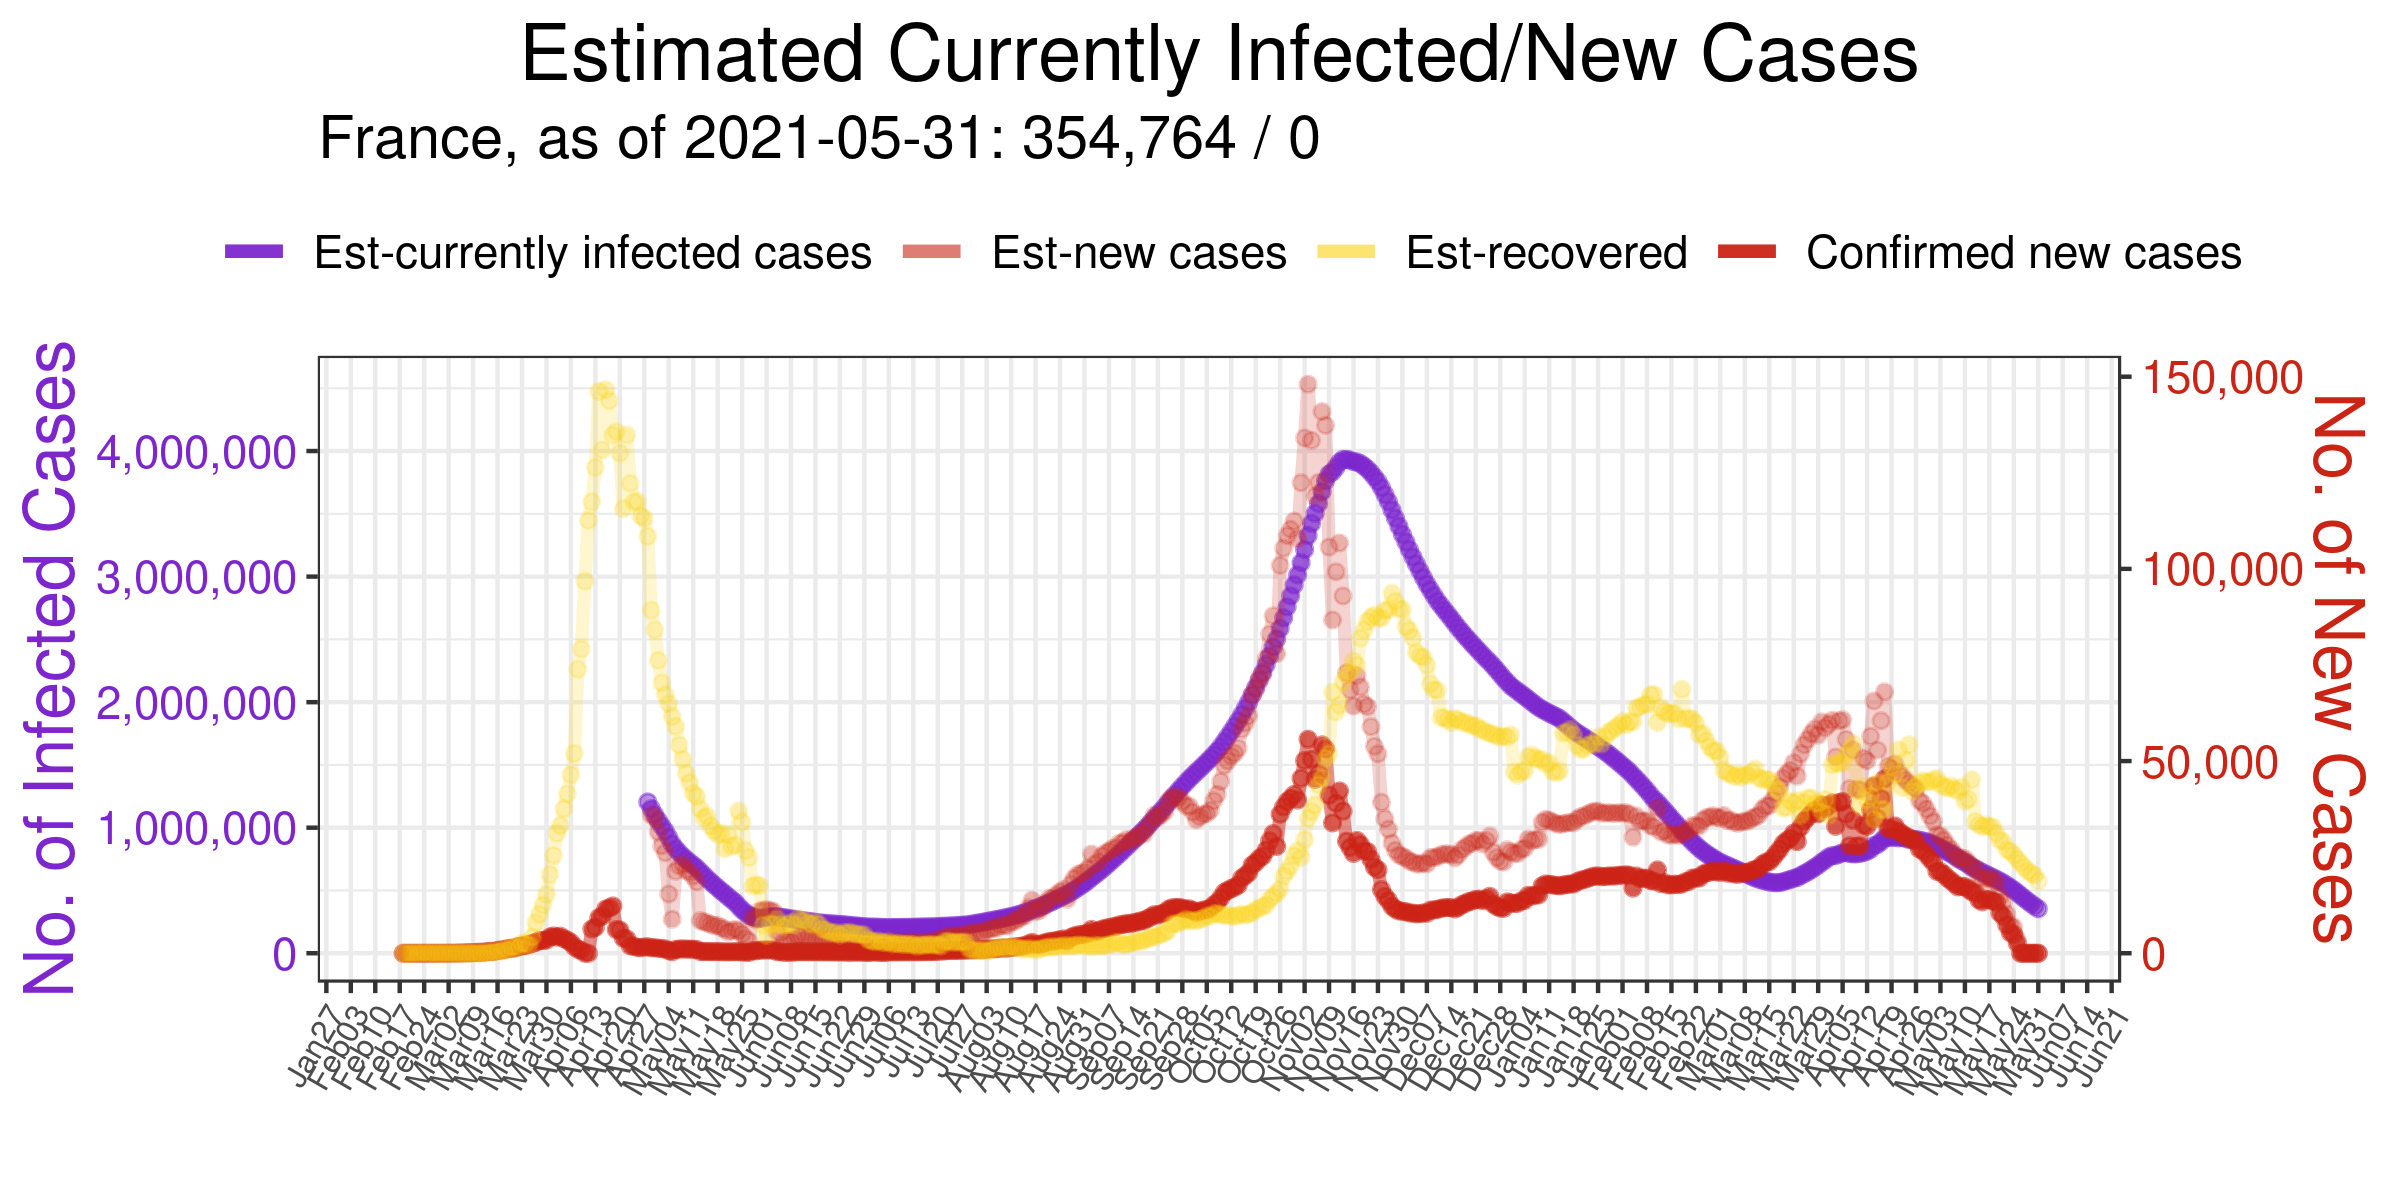 Estimated Currently Infected/New Cases
France, as of 2021-05-31: 354,764 / 0
Est-currently infected cases Est-new cases Est-recovered Confirmed new cases
No. of Infected Cases
4,000,000
3,000,000
2,000,000
1,000,000
0
150,000
100,000
50,000
0
No. of New Cases
Jan27 Feb03 Feb10 Feb17 Feb24 Mar02 Mar09 Mar16 Mar23 Mar30 Apr06 Apr13 Apr20 Apr27 May04 May11 May18 May25 Jun01 Jun08 Jun15 Jun22 Jun29 Jul06 Jul13 Jul20 Jul27 Aug03 Aug10 Aug17 Aug24 Aug31 Sep07 Sep14 Sep21 Sep28 Oct05 Oct12 Oct19 Oct26 Nov02 Nov09 Nov16 Nov23 Nov30 Dec07 Dec14 Dec21 Dec28 Jan04 Jan11 Jan18 Jan25 Feb01 Feb08 Feb15 Feb22 Mar01 Mar08 Mar15 Mar22 Mar29 Apr05 Apr12 Apr19 Apr26 May03 May10 May17 May24 May31 Jun07 Jun14 Jun21